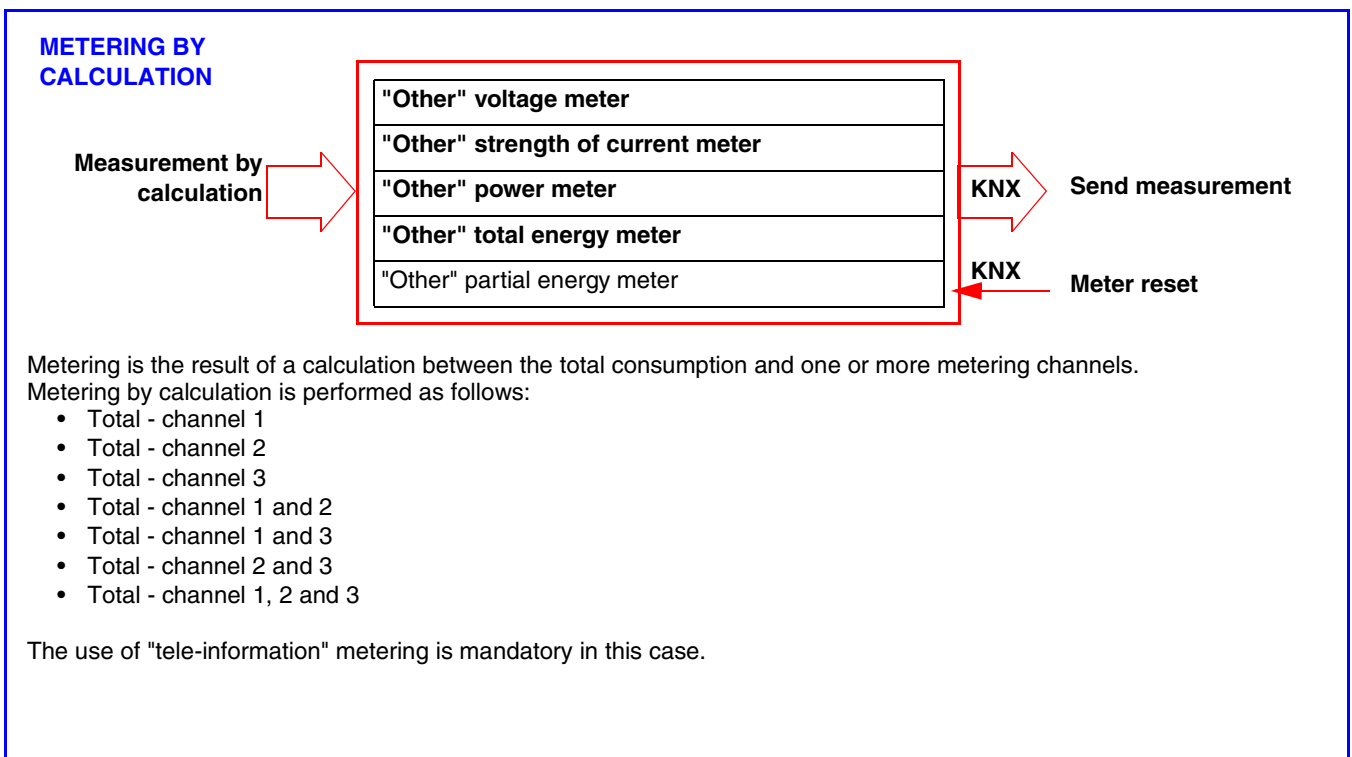 METERING BY
CALCULATION
Measurement by
calculation
"Other" voltage meter
"Other" strength of current meter
"Other" power meter
"Other" total energy meter
"Other" partial energy meter
KNX
Send measurement
KNX
Meter reset
Metering is the result of a calculation between the total consumption and one or more metering channels.
Metering by calculation is performed as follows:
• Total - channel 1
• Total - channel 2
• Total - channel 3
• Total - channel 1 and 2
• Total - channel 1 and 3
• Total - channel 2 and 3
• Total - channel 1, 2 and 3
The use of "tele-information" metering is mandatory in this case.